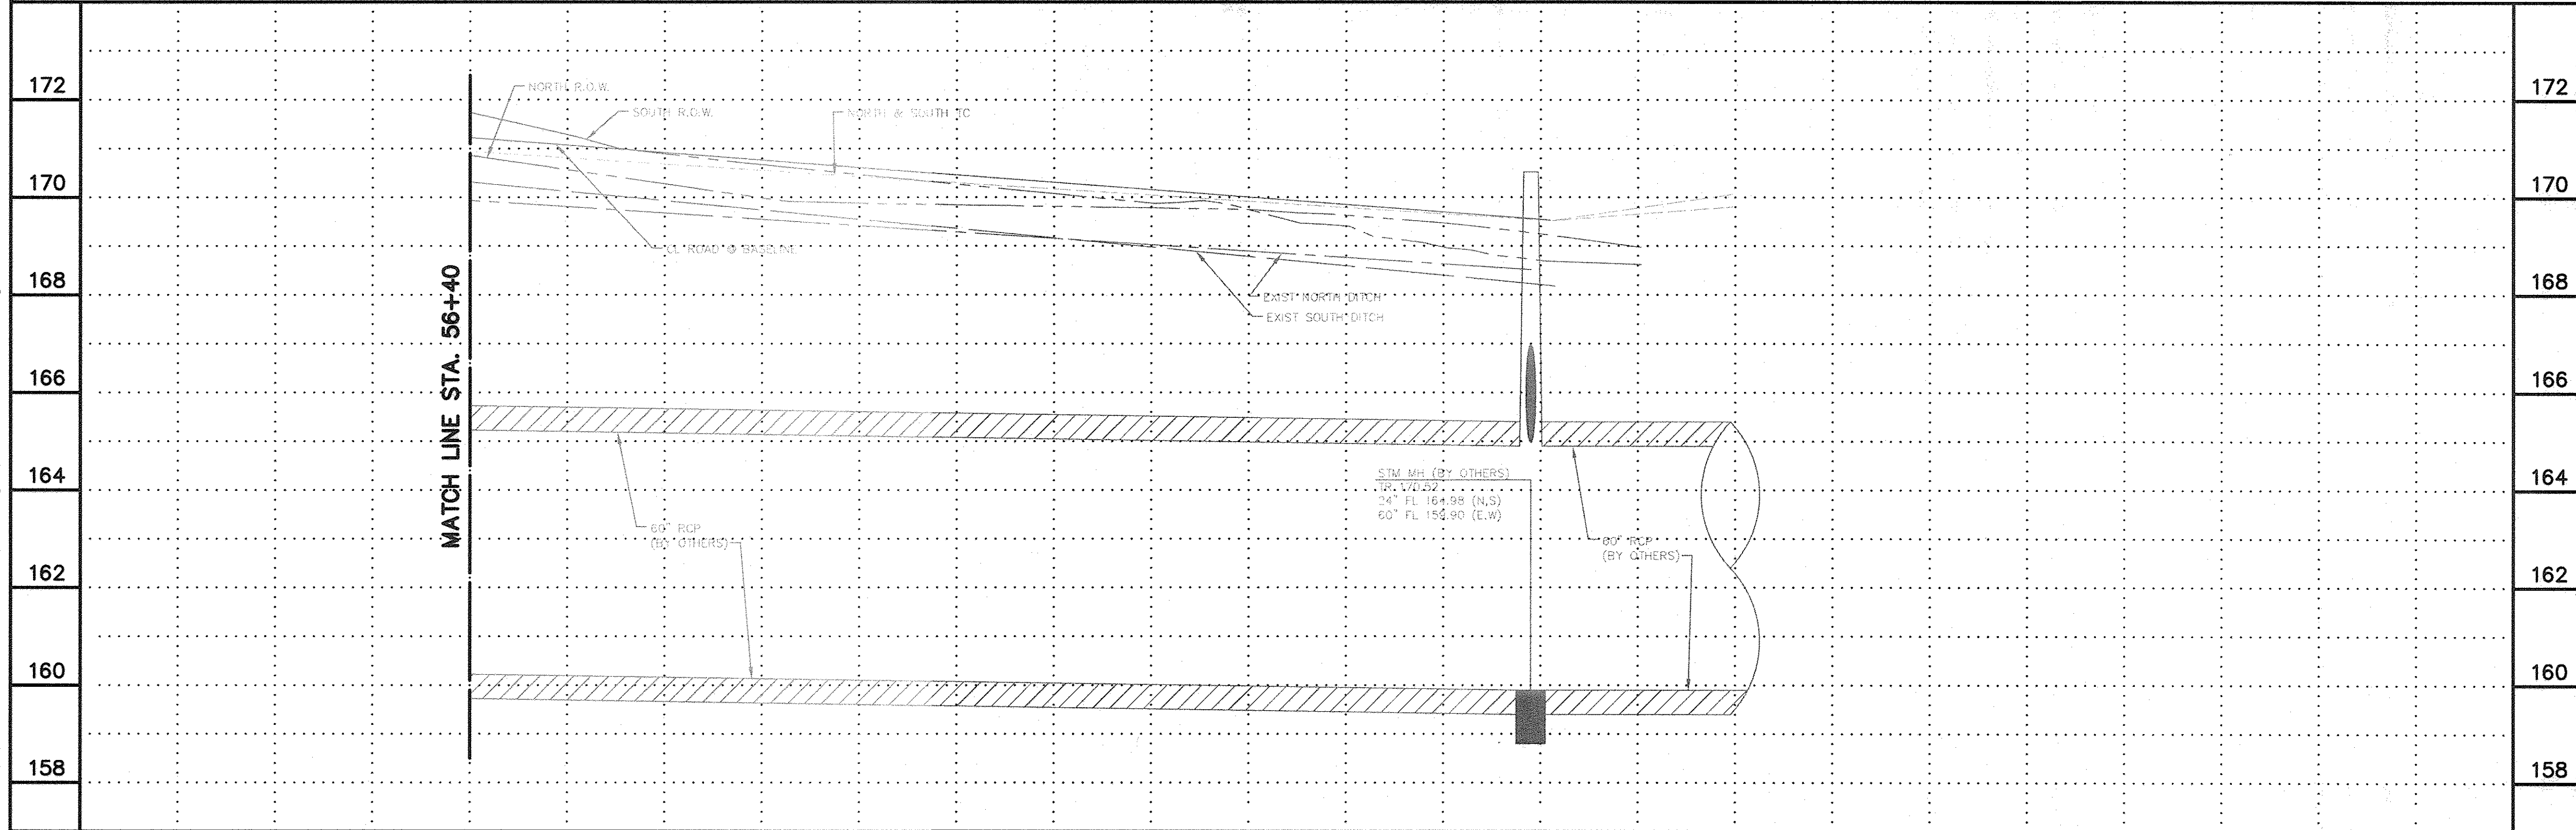 172
170
168
166
164
162
160
158
MATCH LINE STA. 56+40
NORTH R.O.W.
SOUTH R.O.W.
NORTH & SOUTH TC
CL ROAD @ BASELINE
EXIST NORTH DITCH
EXIST SOUTH DITCH
60" RCP
(BY OTHERS)
STM MH (BY OTHERS)
TR. 170.52
24" FL 164.98 (N,S)
60" FL 159.90 (E,W)
60" RCP
(BY OTHERS)
172
170
168
166
164
162
160
158